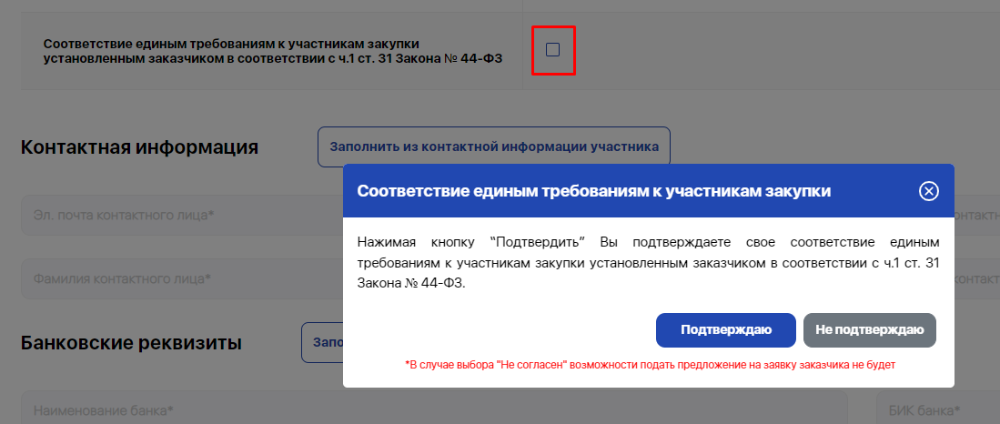 Соответствие единым требованиям к участникам закупки
установленным заказчиком в соответствии с ч.1 ст. 31 Закона № 44-ФЗ
Контактная информация
Заполнить из контактной информации участника
Соответствие единым требованиям к участникам закупки
Эл. почта контактного лица*
Нажимая кнопку “Подтвердить” Вы подтверждаете свое соответствие единым
требованиям к участникам закупки установленным заказчиком в соответствии с ч.1 ст. 31
Закона № 44-ФЗ.
Фамилия контактного лица*
Подтверждаю
Не подтверждаю
*В случае выбора "Не согласен" возможности подать предложение на заявку заказчика не будет
Банковские реквизиты
Наименование банка*
БИК банка*